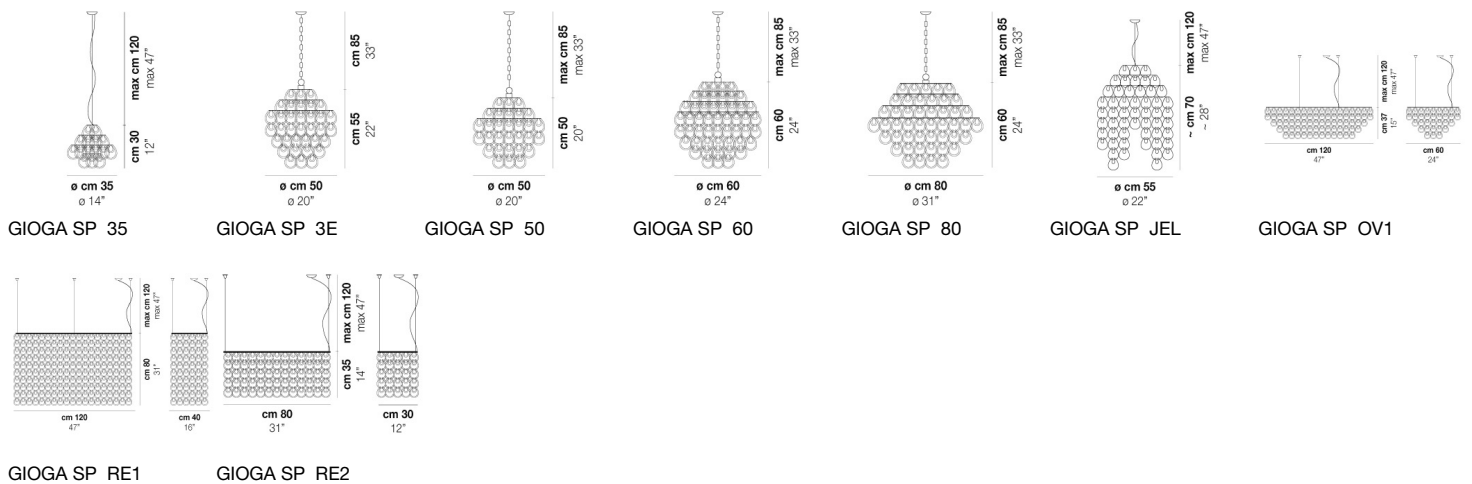 max cm 120
max 47"
cm 30
12"
ø cm 35
ø 14"
GIOGA SP 35
cm 85
33"
cm 55
22"
ø cm 50
ø 20"
GIOGA SP 3E
max cm 85
max 33"
cm 50
20"
ø cm 50
ø 20"
GIOGA SP 50
max cm 85
max 33"
cm 60
24"
ø cm 60
ø 24"
GIOGA SP 60
max cm 85
max 33"
cm 60
24"
ø cm 80
ø 31"
GIOGA SP 80
max cm 120
max 47"
~ cm 70
~ 28"
ø cm 55
ø 22"
GIOGA SP JEL
max cm 120
max 47"
cm 37
15"
cm 120
47"
cm 60
24"
GIOGA SP OV1
max cm 120
max 47"
cm 80
31"
cm 120
47"
cm 40
16"
GIOGA SP RE1
max cm 120
max 47"
cm 35
14"
cm 80
31"
cm 30
12"
GIOGA SP RE2